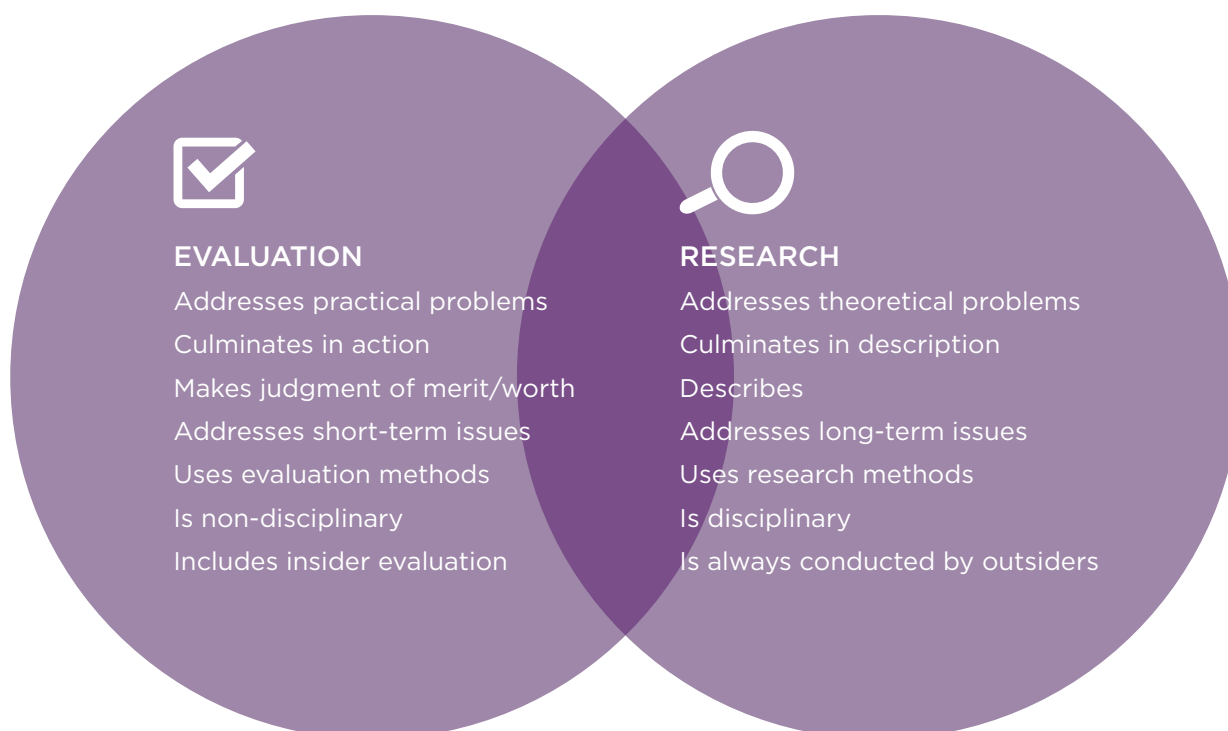 EVALUATION
Addresses practical problems
Culminates in action
Makes judgment of merit/worth
Addresses short-term issues
Uses evaluation methods
Is non-disciplinary
Includes insider evaluation
RESEARCH
Addresses theoretical problems
Culminates in description
Describes
Addresses long-term issues
Uses research methods
Is disciplinary
Is always conducted by outsiders